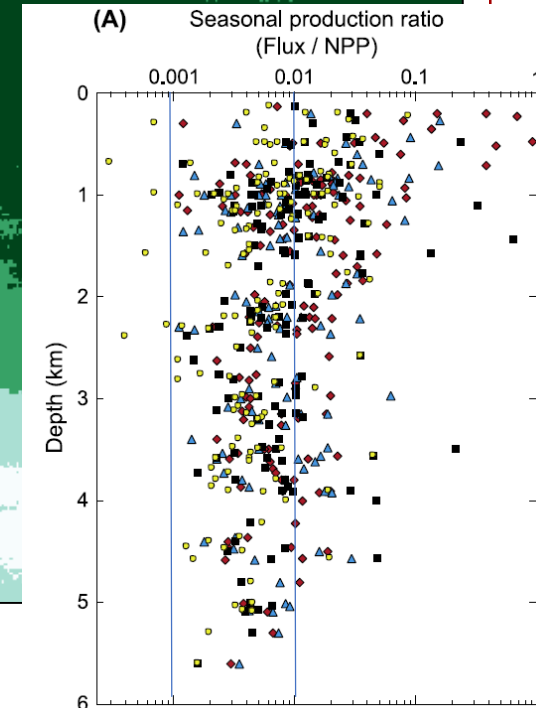 (A)
Seasonal production ratio
(Flux / NPP)
0.001 0.01 0.1 1
0
1
2
3
4
5
6
Depth (km)